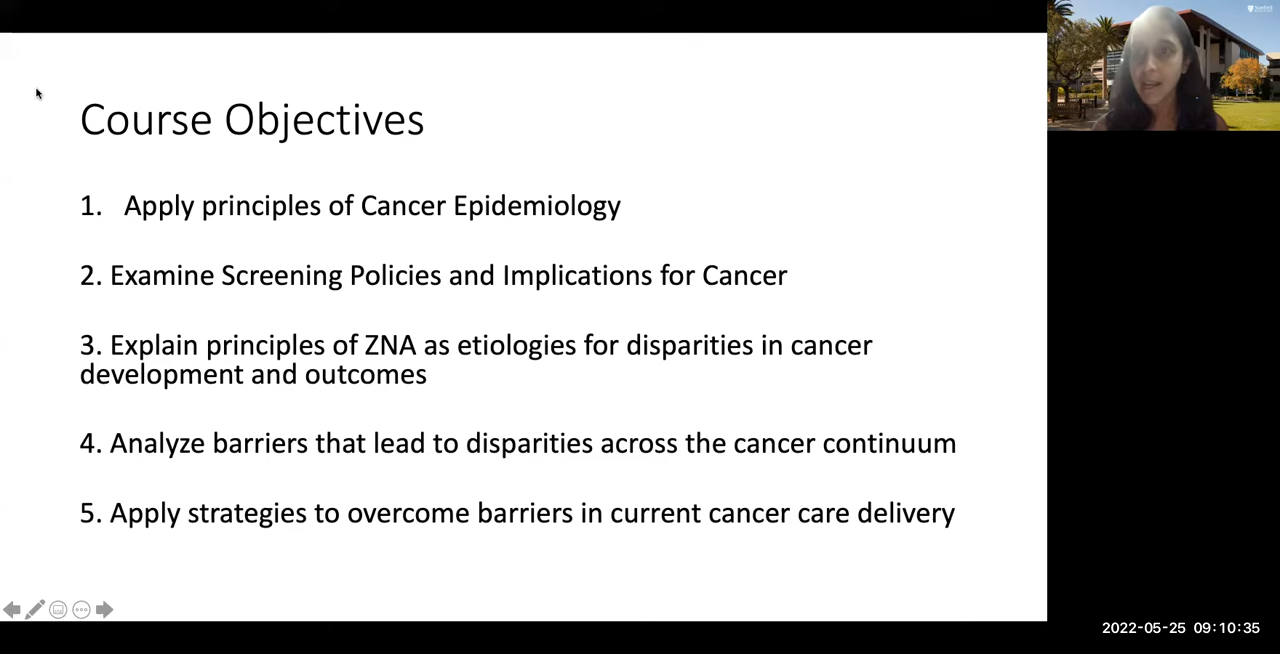 Course Objectives
1. Apply principles of Cancer Epidemiology
2. Examine Screening Policies and Implications for Cancer
3. Explain principles of ZNA as etiologies for disparities in cancer
development and outcomes
4. Analyze barriers that lead to disparities across the cancer continuum
5. Apply strategies to overcome barriers in current cancer care delivery
2022-05-25 09:10:35